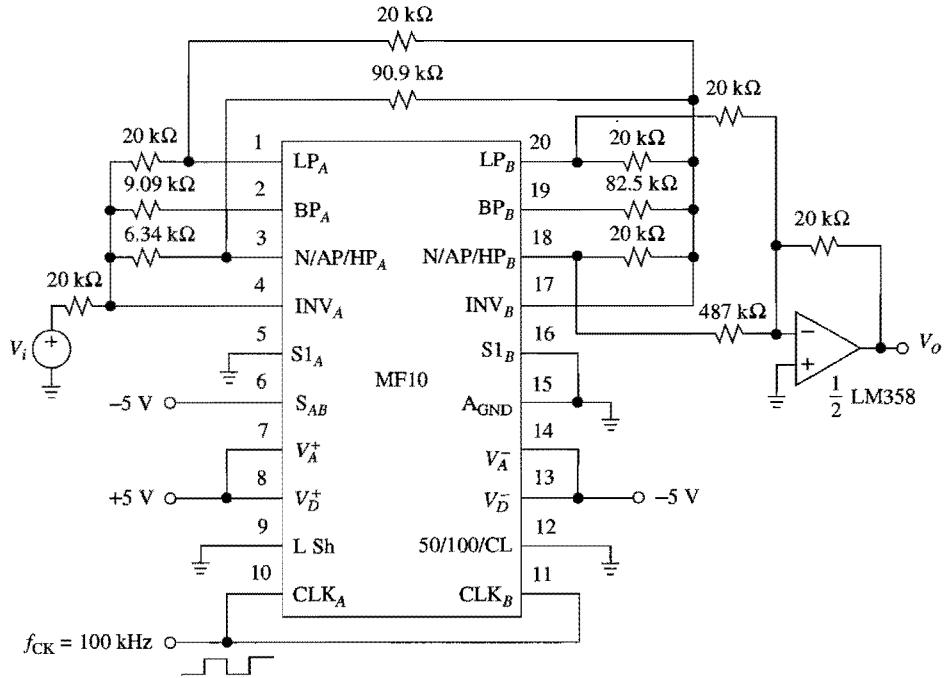 20 kΩ
90.9 kΩ
20 kΩ
20 kΩ 1 20 20 kΩ
LP_A LP_B
9.09 kΩ 2 19 82.5 kΩ
BP_A BP_B
20 kΩ
6.34 kΩ 3 18 20 kΩ
N/AP/HP_A N/AP/HP_B
20 kΩ 4 17
INV_A INV_B
487 kΩ
5 16
V_i S1_A S1_B
− V_o
+
MF10
6 15
−5 V S_AB A_GND
1/2 LM358
7 14
V_A^+ V_A^−
8 13
+5 V V_D^+ V_D^− −5 V
9 12
L Sh 50/100/CL
10 11
CLK_A CLK_B
f_CK = 100 kHz